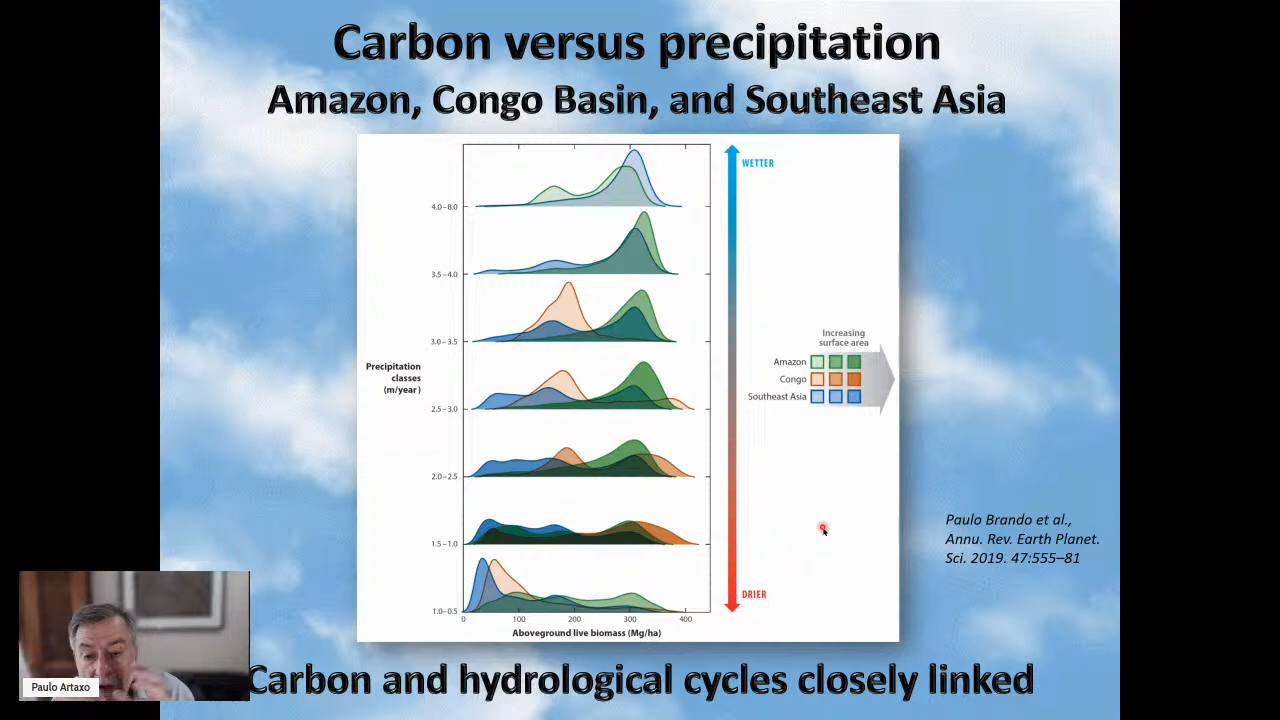 Carbon versus precipitation
Amazon, Congo Basin, and Southeast Asia
WETTER
4.0–8.0
3.5–4.0
3.0–3.5
Increasing
surface area
Amazon
Congo
Southeast Asia
Precipitation
classes
(m/year)
2.5–3.0
2.0–2.5
1.5–1.0
1.0–0.5
DRIER
0 100 200 300 400
Aboveground live biomass (Mg/ha)
Paulo Brando et al.,
Annu. Rev. Earth Planet.
Sci. 2019. 47:555–81
Paulo Artaxo
Carbon and hydrological cycles closely linked